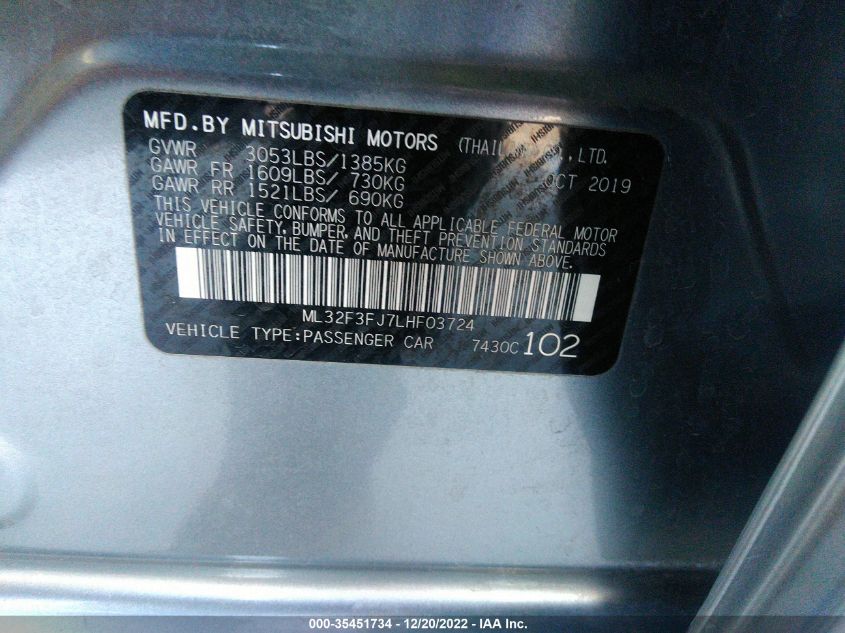 MFD.BY MITSUBISHI MOTORS (THAIL , LTD.
GVWR 3053LBS/1385KG OCT 2019
GAWR FR 1609LBS/ 730KG
GAWR RR 1521LBS/ 690KG
THIS VEHICLE CONFORMS TO ALL APPLICABLE FEDERAL MOTOR
VEHICLE SAFETY, BUMPER, AND THEFT PREVENTION STANDARDS
IN EFFECT ON THE DATE OF MANUFACTURE SHOWN ABOVE.
ML32F3FJ7LHF03724
VEHICLE TYPE:PASSENGER CAR 7430C 102
000-35451734 - 12/20/2022 - IAA Inc.